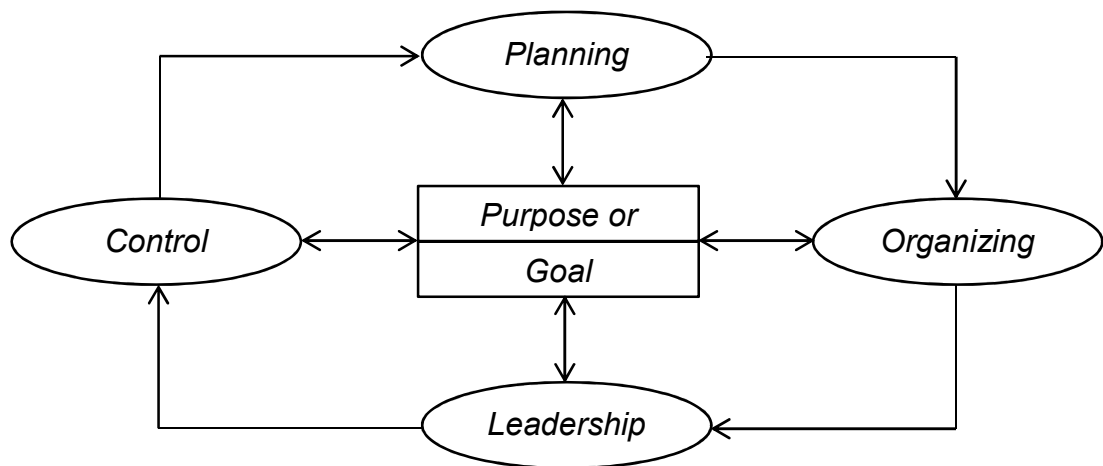 Planning
Purpose or
Control
Organizing
Goal
Leadership